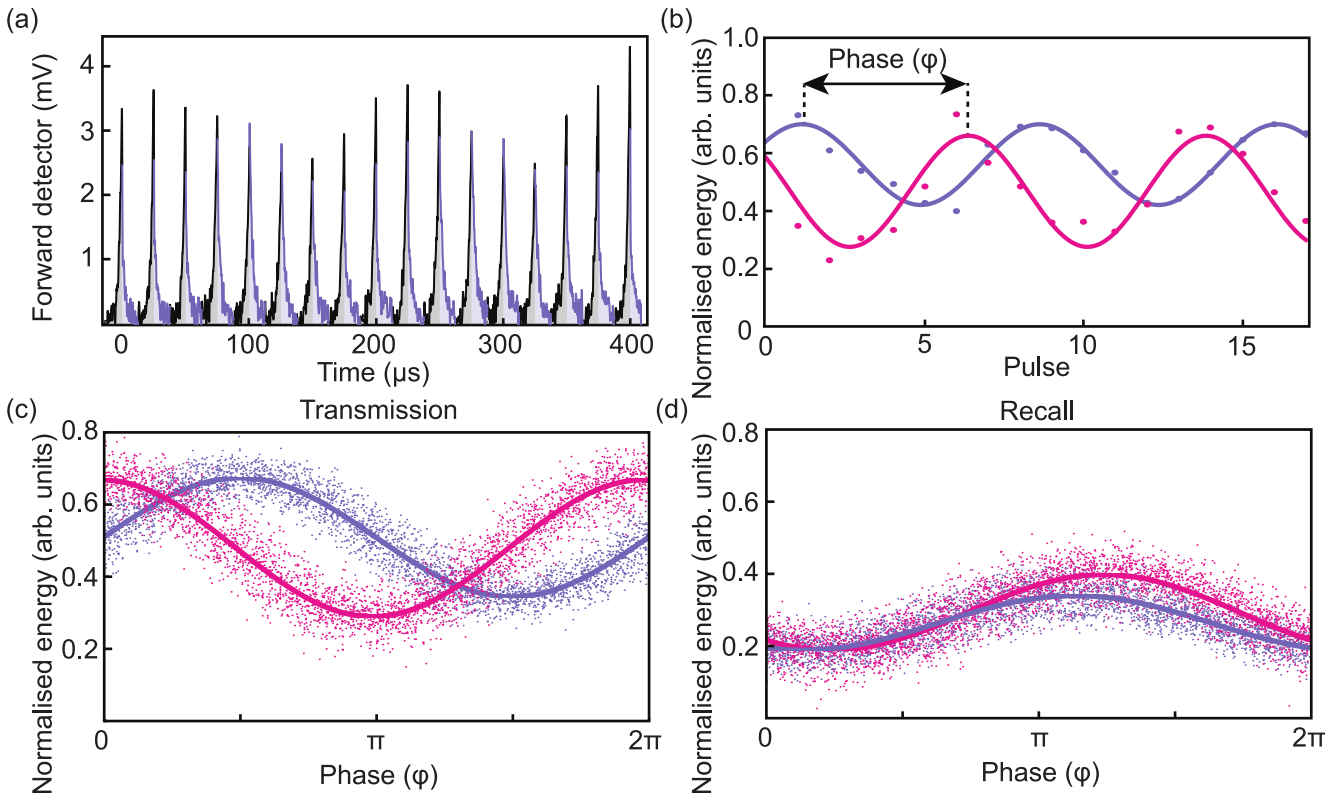 (a)
Forward detector (mV)
4
3
2
1
0 100 200 300 400
Time (µs)
(b)
Normalised energy (arb. units)
1.0
0.8
0.6
0.4
0.2
0
Phase (φ)
0 5 10 15
Pulse
(c)
Transmission
Normalised energy (arb. units)
0.8
0.6
0.4
0.2
0 π 2π
Phase (φ)
(d)
Recall
Normalised energy (arb. units)
0.8
0.6
0.4
0.2
0 π 2π
Phase (φ)